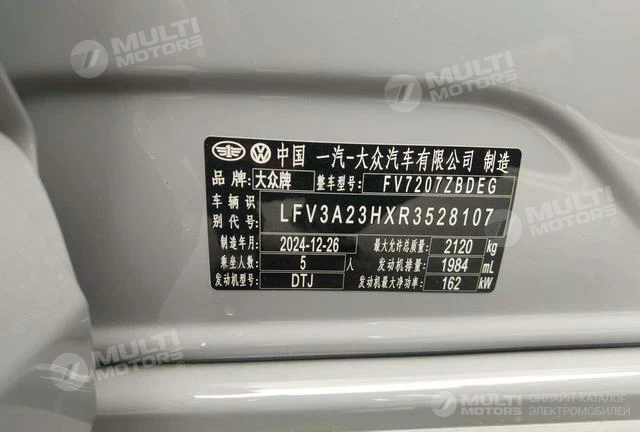 MULTI MOTORS
MULTI MOTORS
中国 一汽-大众汽车有限公司 制造
品牌: 大众牌 整车型号: FV7207ZBDEG
车辆识别代号: LFV3A23HXR3528107
制造年月: 2024-12-26 最大允许总质量: 2120 kg
乘坐人数: 5 人 发动机排量: 1984 mL
发动机型号: DTJ 发动机最大净功率: 162 kW
MULTI MOTORS
MULTI MOTORS
MULTI MOTORS
ОНЛАЙН-КАТАЛОГ
ЭЛЕКТРОМОБИЛЕЙ